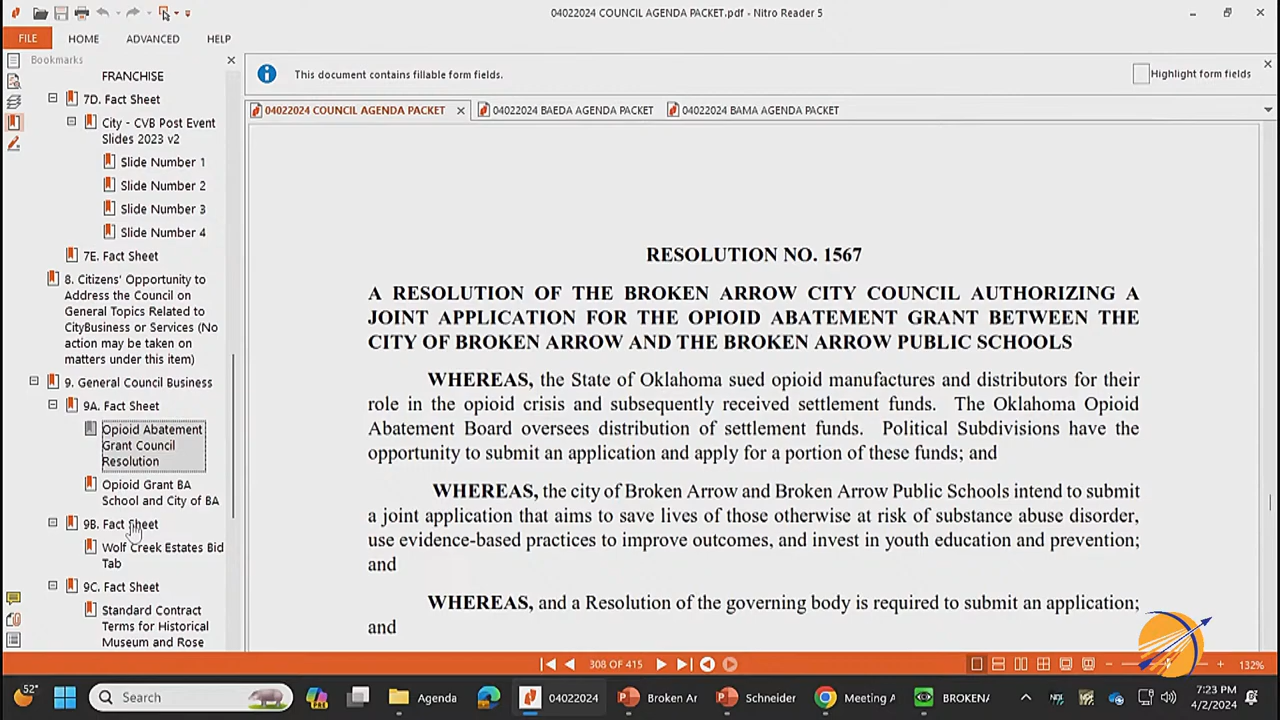 04022024 COUNCIL AGENDA PACKET.pdf - Nitro Reader 5
FILE
HOME
ADVANCED
HELP
Bookmarks
FRANCHISE
7D. Fact Sheet
City - CVB Post Event
Slides 2023 v2
Slide Number 1
Slide Number 2
Slide Number 3
Slide Number 4
7E. Fact Sheet
8. Citizens' Opportunity to
Address the Council on
General Topics Related to
CityBusiness or Services (No
action may be taken on
matters under this item)
9. General Council Business
9A. Fact Sheet
Opioid Abatement
Grant Council
Resolution
Opioid Grant BA
School and City of BA
9B. Fact Sheet
Wolf Creek Estates Bid
Tab
9C. Fact Sheet
Standard Contract
Terms for Historical
Museum and Rose
This document contains fillable form fields.
Highlight form fields
04022024 COUNCIL AGENDA PACKET
04022024 BAEDA AGENDA PACKET
04022024 BAMA AGENDA PACKET
RESOLUTION NO. 1567
A RESOLUTION OF THE BROKEN ARROW CITY COUNCIL AUTHORIZING A
JOINT APPLICATION FOR THE OPIOID ABATEMENT GRANT BETWEEN THE
CITY OF BROKEN ARROW AND THE BROKEN ARROW PUBLIC SCHOOLS
WHEREAS, the State of Oklahoma sued opioid manufactures and distributors for their
role in the opioid crisis and subsequently received settlement funds. The Oklahoma Opioid
Abatement Board oversees distribution of settlement funds. Political Subdivisions have the
opportunity to submit an application and apply for a portion of these funds; and
WHEREAS, the city of Broken Arrow and Broken Arrow Public Schools intend to submit
a joint application that aims to save lives of those otherwise at risk of substance abuse disorder,
use evidence-based practices to improve outcomes, and invest in youth education and prevention;
and
WHEREAS, and a Resolution of the governing body is required to submit an application;
and
308 OF 415
132%
52°
Search
Agenda
04022024
Broken Ar
Schneider
Meeting A
BROKENA
7:23 PM
4/2/2024